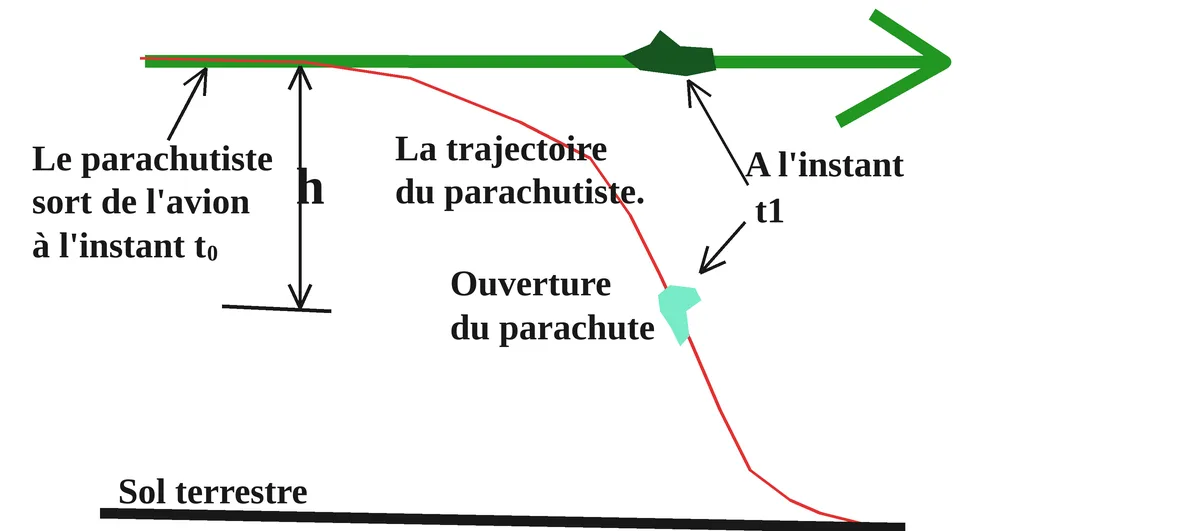 Le parachutiste
sort de l'avion
à l'instant t₀
h
La trajectoire
du parachutiste.
A l'instant
t1
Ouverture
du parachute
Sol terrestre